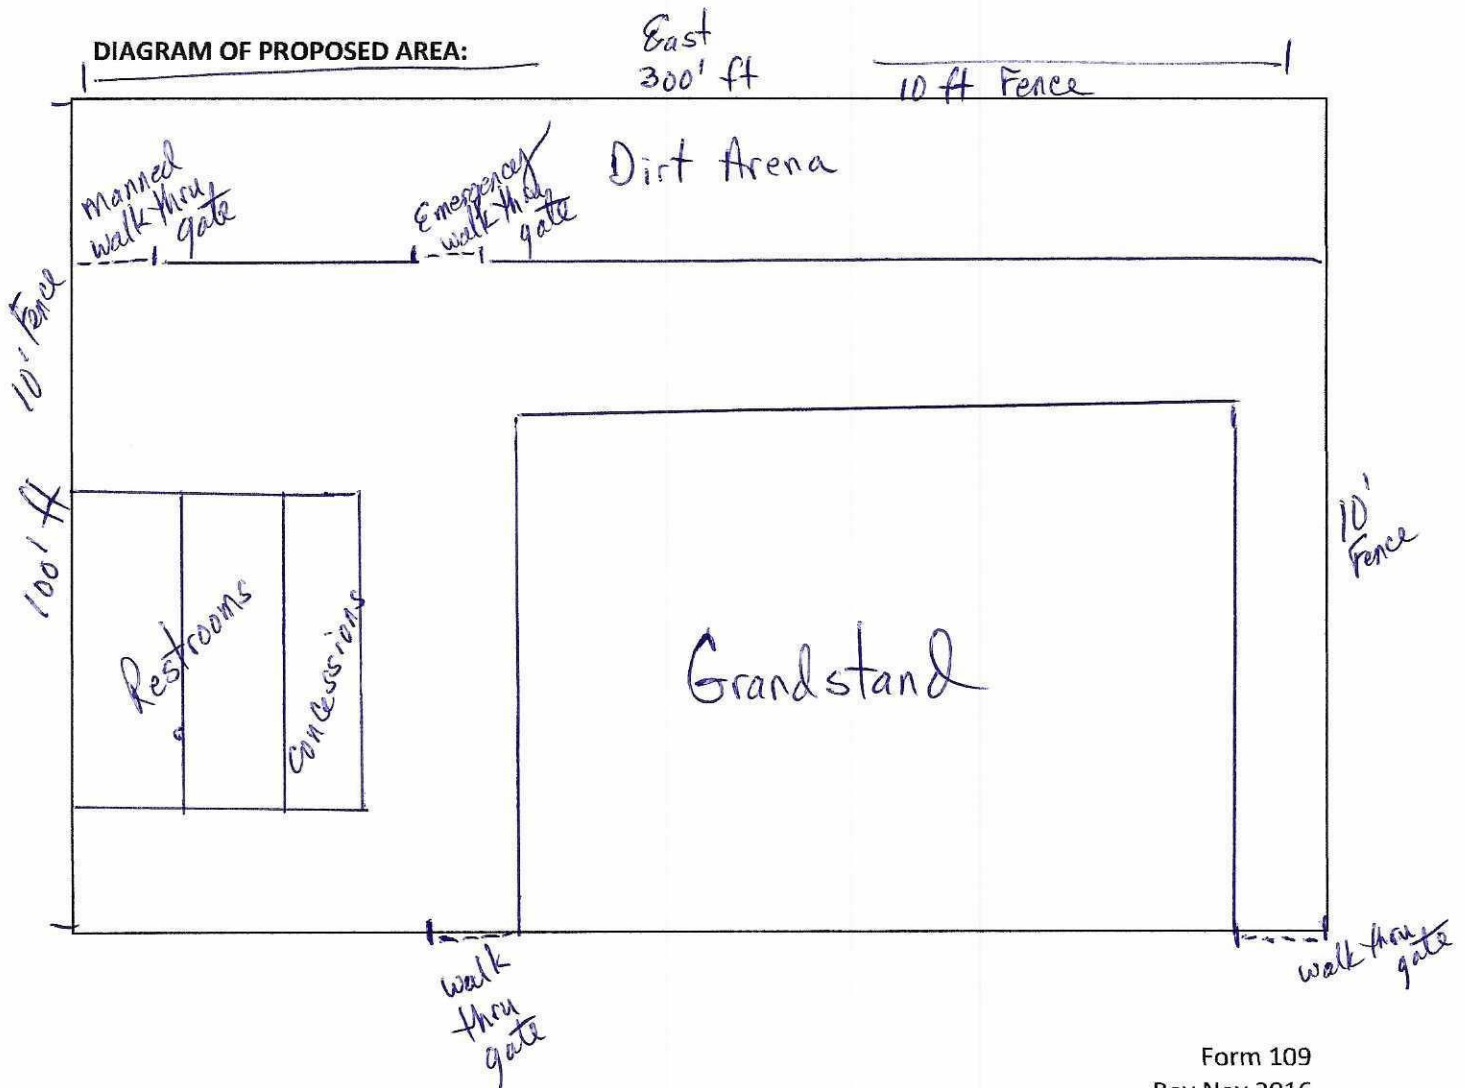 DIAGRAM OF PROPOSED AREA:
East
300' ft
10 ft Fence
Dirt Arena
manned
walk thru
gate
Emergency
walk thru
gate
10' Fence
100' ft
10'
Fence
Restrooms
Concessions
Grandstand
walk
thru
gate
walk thru
gate
Form 109
Rev Nov 2016